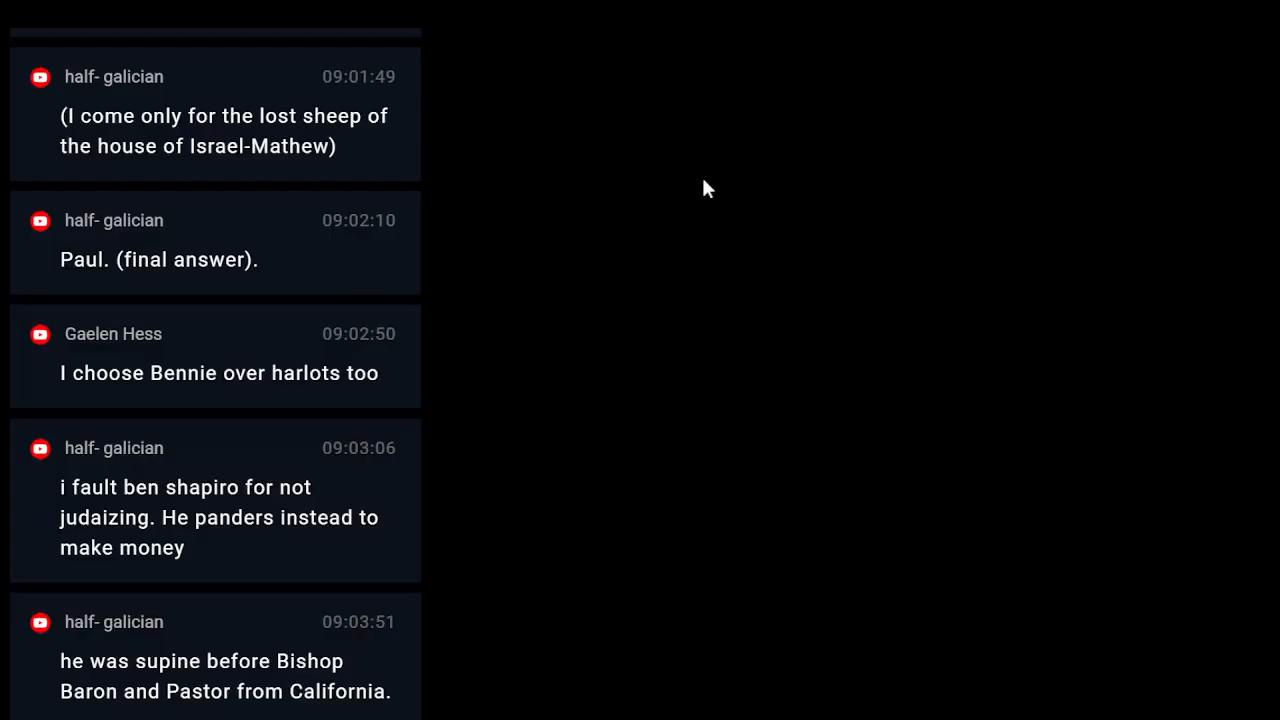 half- galician 09:01:49
(I come only for the lost sheep of
the house of Israel-Mathew)
half- galician 09:02:10
Paul. (final answer).
Gaelen Hess 09:02:50
I choose Bennie over harlots too
half- galician 09:03:06
i fault ben shapiro for not
judaizing. He panders instead to
make money
half- galician 09:03:51
he was supine before Bishop
Baron and Pastor from California.